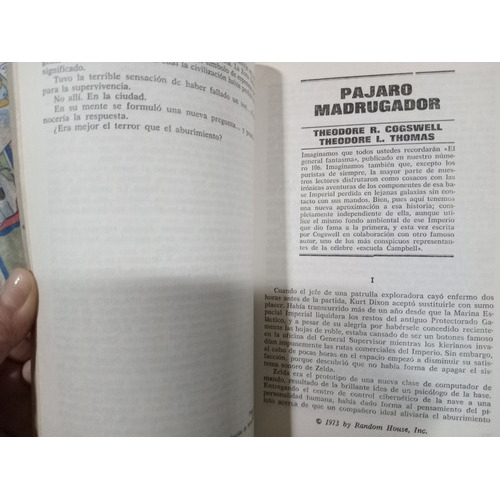 significado.
Tuvo la terrible sensación de haber fallado un
para la supervivencia.
No allí. En la ciudad.
En su mente se formuló una nueva pregunta...
nocería la respuesta.
¿Era mejor el terror que el aburrimiento?
PAJARO
MADRUGADOR
THEODORE R. COGSWELL
THEODORE L. THOMAS
Imaginamos que todos ustedes recordarán «El
general fantasma», publicado en nuestro núme-
ro 106. Imaginamos también que, excepto los
puristas de siempre, la mayor parte de nues-
tros lectores disfrutaron como cosacos con las
irónicas aventuras de los componentes de esa ba-
se Imperial perdida en lejanas galaxias sin con-
tacto con sus mandos. Bien, pues aquí tenemos
una nueva aproximación a esa historia; com-
pletamente independiente de ella, aunque utili-
ce el mismo fondo ambiental de ese Imperio
que dio fama a la primera, y esta vez escrita
por Cogswell en colaboración con otro famoso
autor, uno de los más conspicuos representan-
tes de la célebre «escuela Campbell».
I
Cuando el jefe de una patrulla exploradora cayó enfermo dos
horas antes de la partida, Kurt Dixon aceptó sustituirle con sumo
placer. Había transcurrido más de un año desde que la Marina Es-
pacial Imperial liquidara los restos del antiguo Protectorado Ga-
láctico, y a pesar de su alegría por habérsele concedido reciente-
mente las hojas de roble, estaba cansado de ser un botones famoso
en la oficina del General Supervisor mientras los kierianos inva-
dían impunemente las rutas comerciales del Imperio. Sin embargo,
al cabo de pocas horas en el espacio empezó a disminuir su satis-
facción, porque descubrió que no había forma de apagar el sis-
tema sonoro de Zelda.
Zelda era el prototipo de una nueva clase de computador de
mando, resultado de la brillante idea de un psicólogo de la base.
Entregando el centro de control cibernético de la nave a una
personalidad humana, había dado forma al pensamiento del pi-
loto acerca de que un compañero ideal aliviaría el aburrimiento
© 1973 by Random House, Inc.